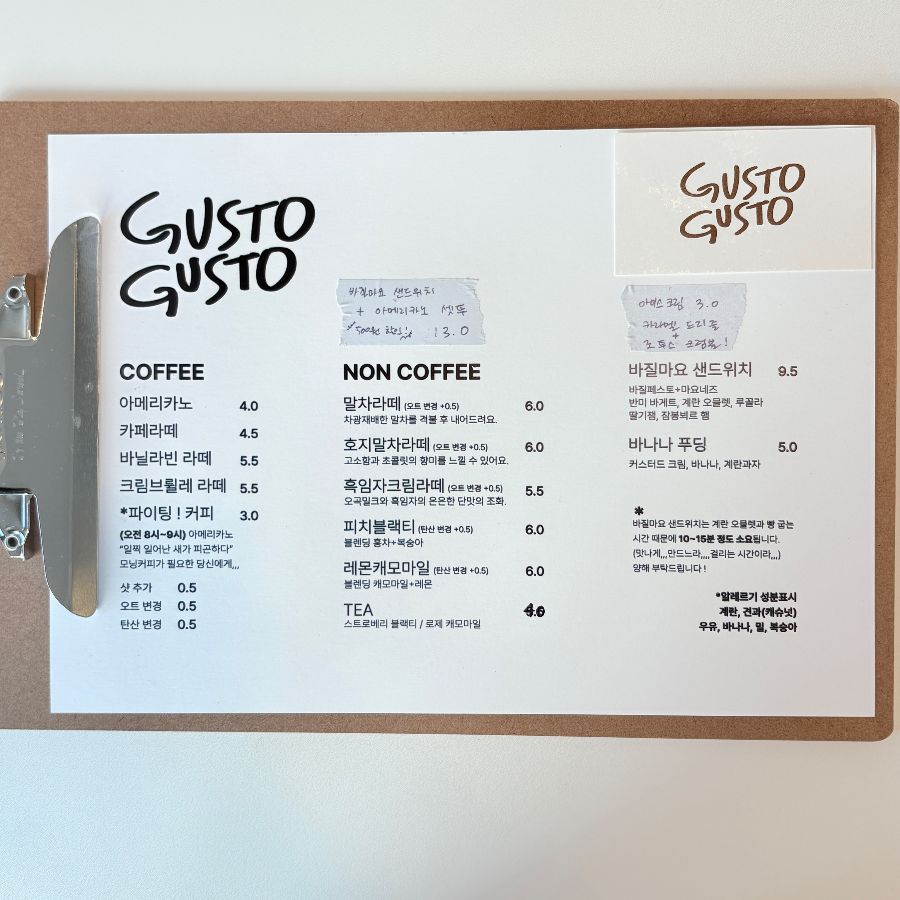 GUSTO
GUSTO
GUSTO
GUSTO
바질마요 샌드위치
+ 아메리카노 셋뚜
500원 할인! 13.0
COFFEE
아메리카노 4.0
카페라떼 4.5
바닐라빈 라떼 5.5
크림브륄레 라떼 5.5
*파이팅 ! 커피 3.0
(오전 8시~9시) 아메리카노
“일찍 일어난 새가 피곤하다”
모닝커피가 필요한 당신에게,,,
샷 추가 0.5
오트 변경 0.5
탄산 변경 0.5
NON COFFEE
말차라떼 (오트 변경 +0.5) 6.0
차광재배한 말차를 격불 후 내어드려요.
호지말차라떼 (오트 변경 +0.5) 6.0
고소함과 초콜릿의 향미를 느낄 수 있어요.
흑임자크림라떼 (오트 변경 +0.5) 5.5
오곡밀크와 흑임자의 은은한 단맛의 조화.
피치블랙티 (탄산 변경 +0.5) 6.0
블렌딩 홍차+복숭아
레몬캐모마일 (탄산 변경 +0.5) 6.0
블렌딩 캐모마일+레몬
TEA
스트로베리 블랙티 / 로제 캐모마일
아이스크림 3.0
카라멜 드리즐
+
로투스 크럼블!
바질마요 샌드위치 9.5
바질페스토+마요네즈
반미 바게트, 계란 오믈렛, 루꼴라
딸기잼, 잠봉뵈르 햄
바나나 푸딩 5.0
커스터드 크림, 바나나, 계란과자
*
바질마요 샌드위치는 계란 오믈렛과 빵 굽는
시간 때문에 10~15분 정도 소요됩니다.
(맛나게,,,만드느라,,,,걸리는 시간이라,,,)
양해 부탁드립니다 !
*알레르기 성분표시
계란, 견과(캐슈넛)
우유, 바나나, 밀, 복숭아